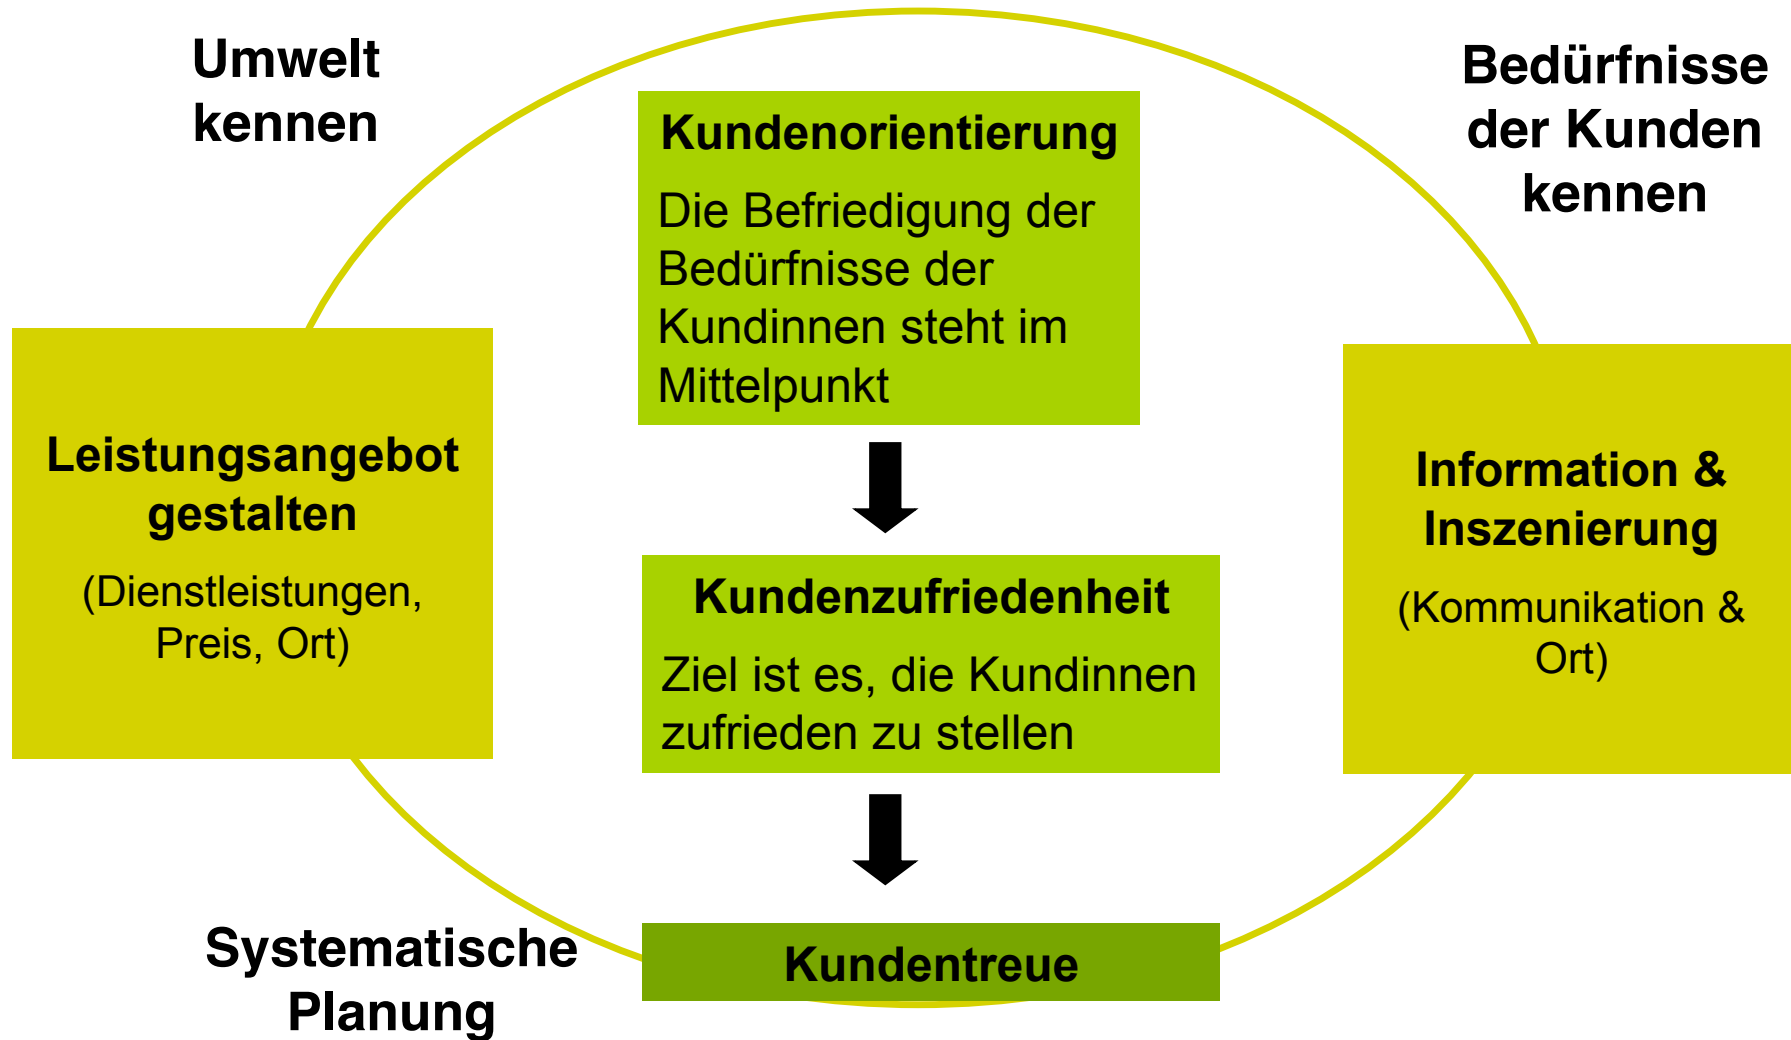 Umwelt
kennen
Bedürfnisse
der Kunden
kennen
Kundenorientierung
Die Befriedigung der
Bedürfnisse der
Kundinnen steht im
Mittelpunkt
Leistungsangebot
gestalten
(Dienstleistungen,
Preis, Ort)
Information &
Inszenierung
(Kommunikation &
Ort)
Kundenzufriedenheit
Ziel ist es, die Kundinnen
zufrieden zu stellen
Systematische
Planung
Kundentreue